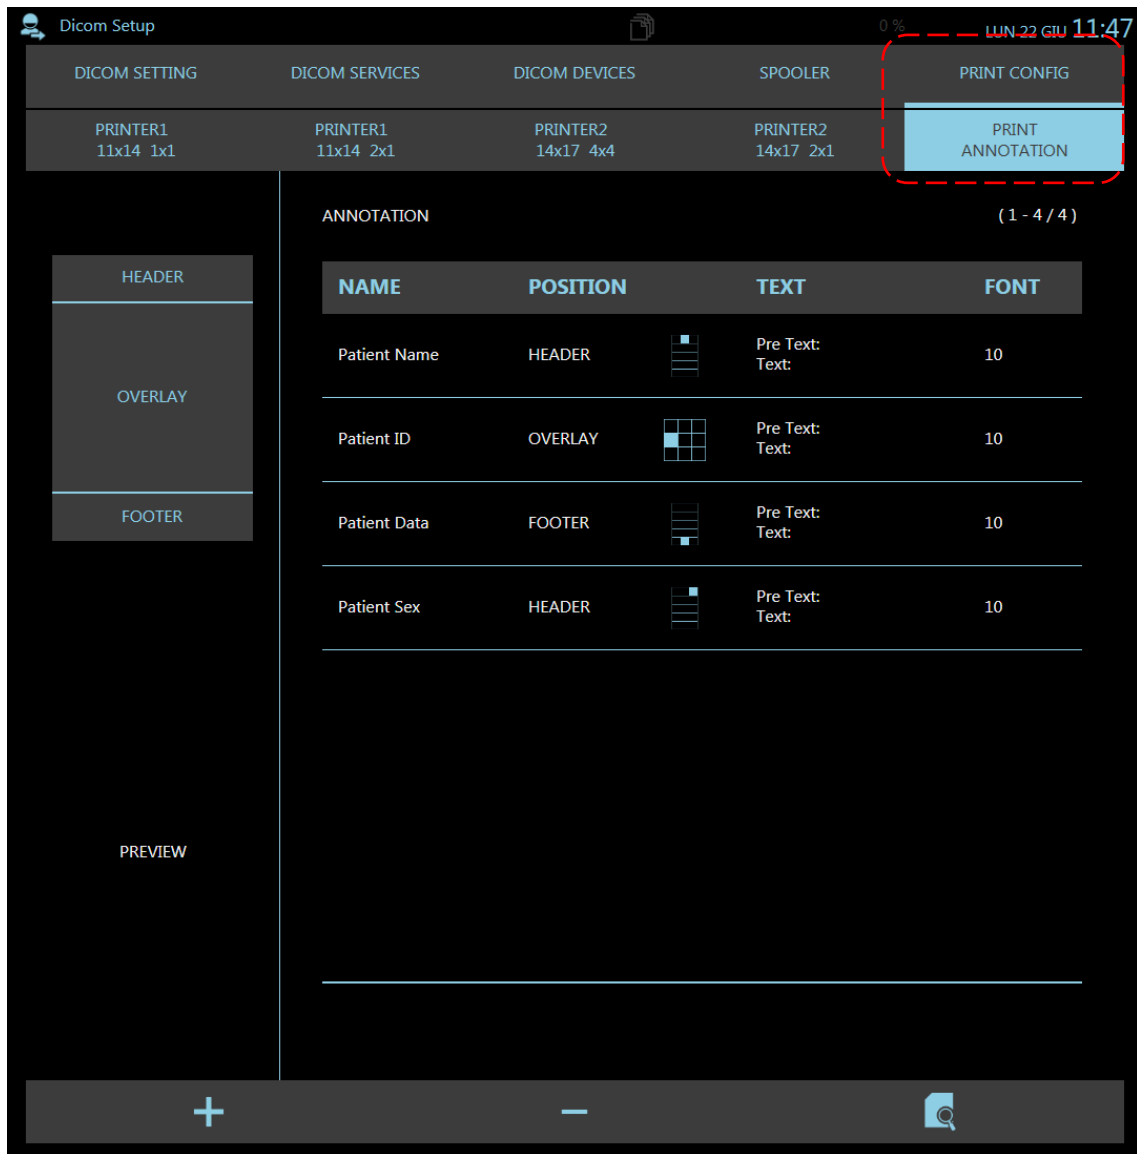 Dicom Setup 0 % LUN 22 GIU 11:47
DICOM SETTING DICOM SERVICES DICOM DEVICES SPOOLER PRINT CONFIG
PRINTER1 PRINTER1 PRINTER2 PRINTER2 PRINT
11x14 1x1 11x14 2x1 14x17 4x4 14x17 2x1 ANNOTATION
ANNOTATION ( 1 - 4 / 4 )
HEADER
OVERLAY
FOOTER
PREVIEW
NAME POSITION TEXT FONT
Patient Name HEADER Pre Text: 10
Text:
Patient ID OVERLAY Pre Text: 10
Text:
Patient Data FOOTER Pre Text: 10
Text:
Patient Sex HEADER Pre Text: 10
Text: